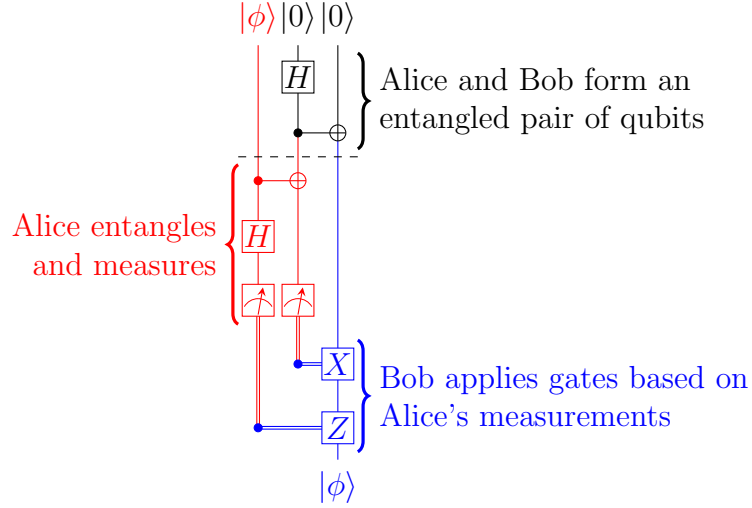 |ϕ⟩ |0⟩ |0⟩
H
Alice and Bob form an
entangled pair of qubits
Alice entangles
and measures
H
X
Z
Bob applies gates based on
Alice's measurements
|ϕ⟩